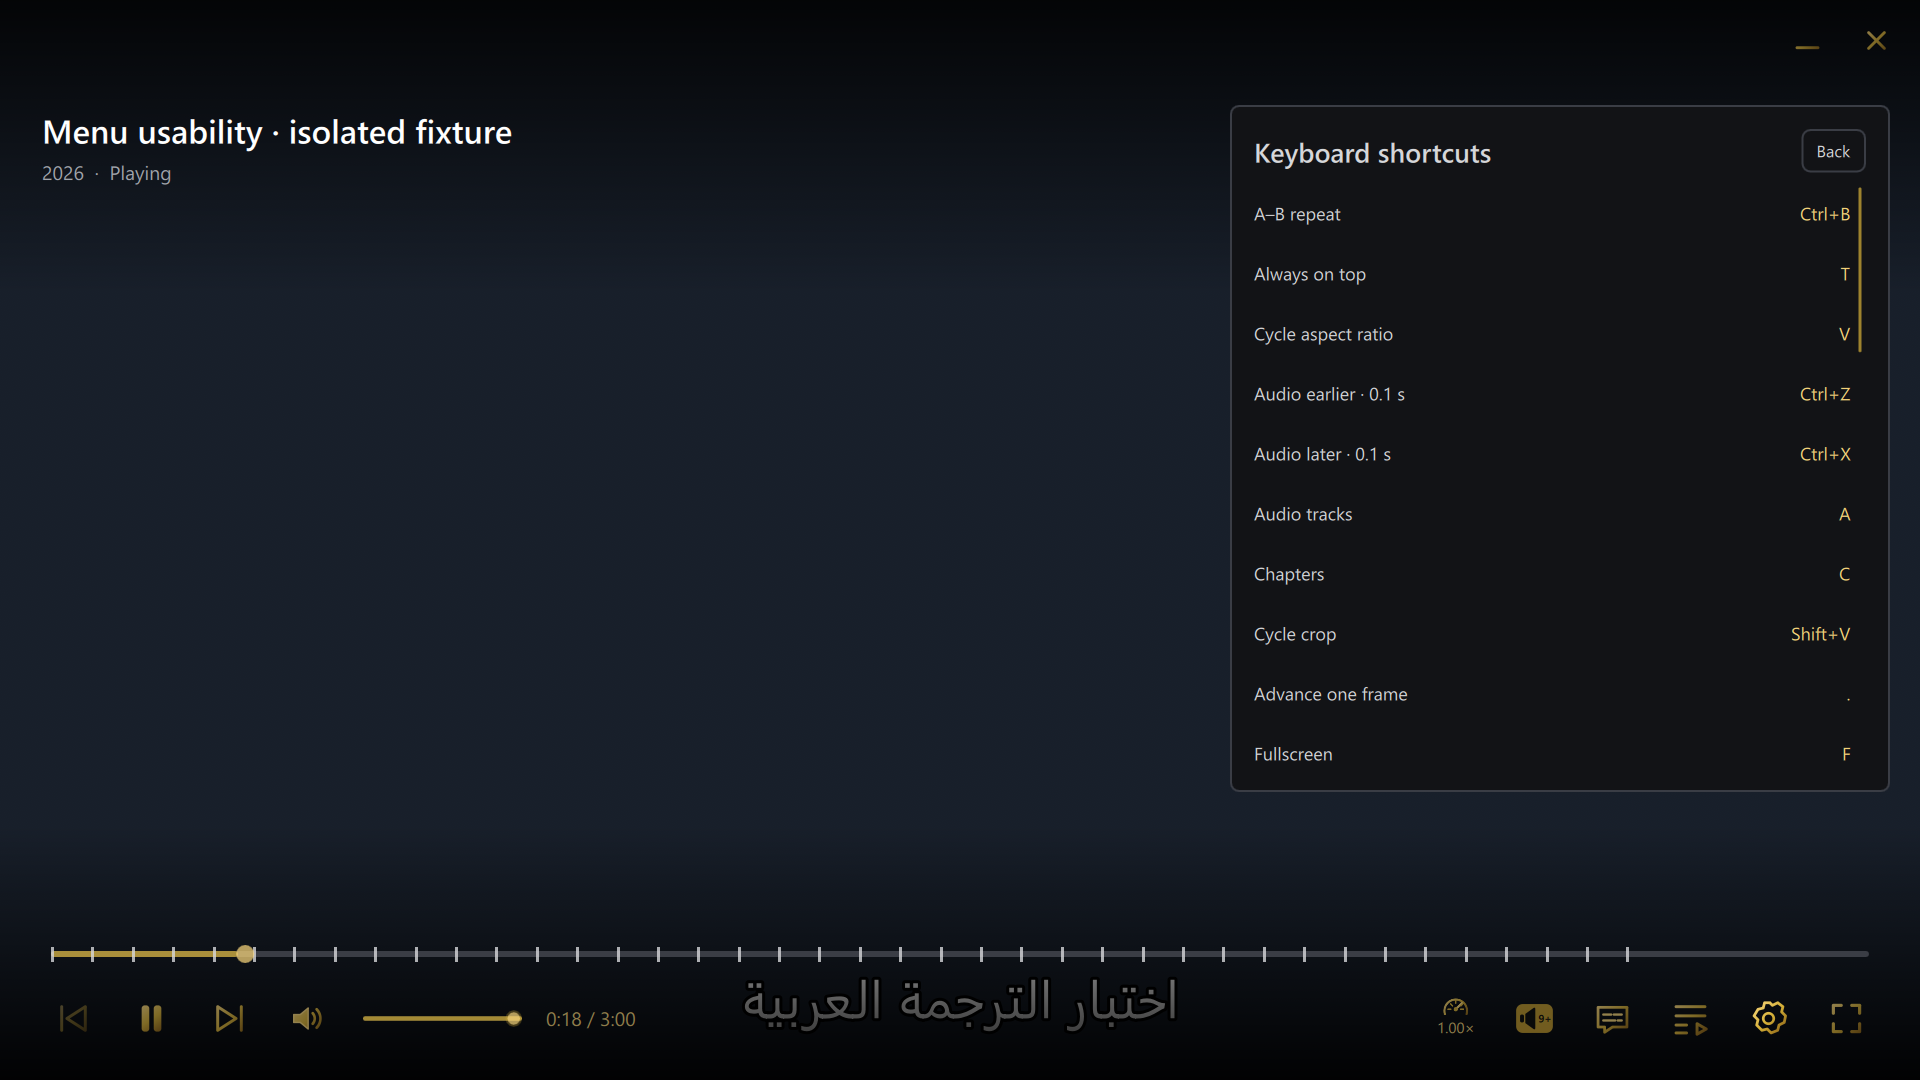 Menu usability · isolated fixture
2026 · Playing
Keyboard shortcuts
Back
A–B repeat Ctrl+B
Always on top T
Cycle aspect ratio V
Audio earlier · 0.1 s Ctrl+Z
Audio later · 0.1 s Ctrl+X
Audio tracks A
Chapters C
Cycle crop Shift+V
Advance one frame .
Fullscreen F
اختبار الترجمة العربية
0:18 / 3:00
1.00×
9+